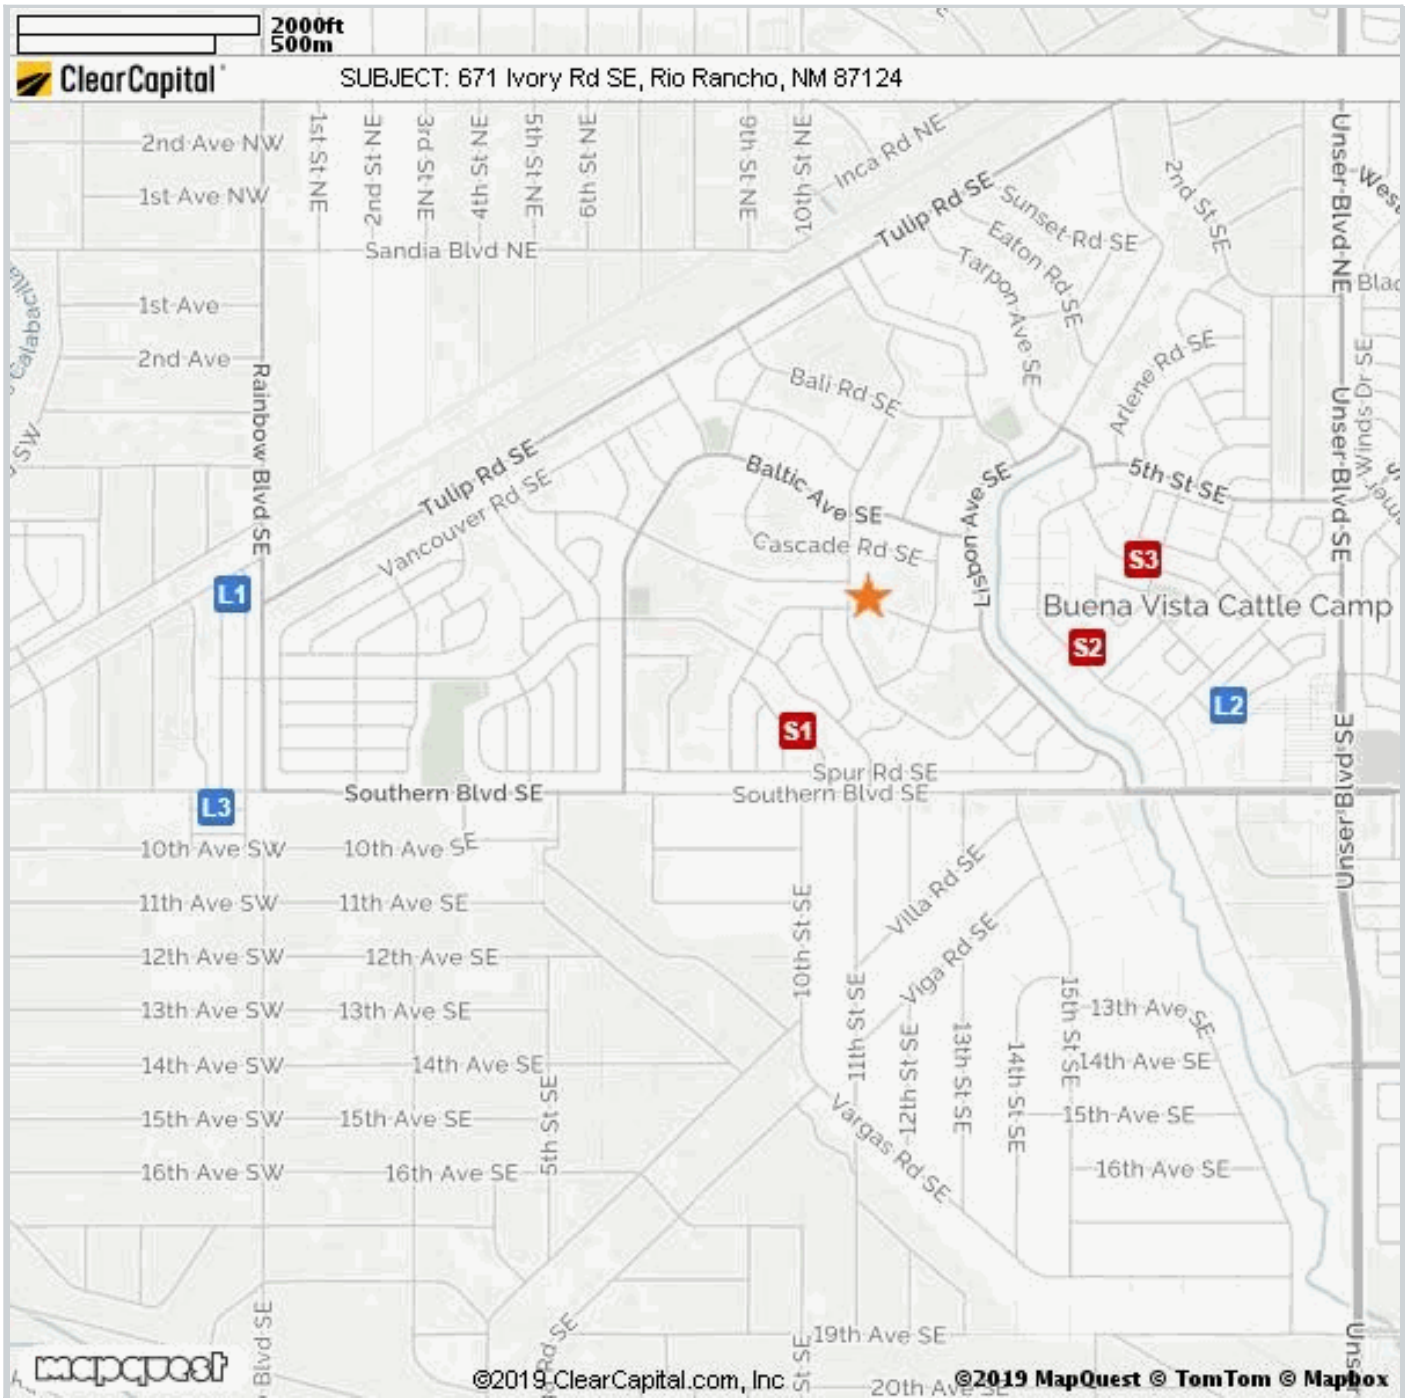 2000ft
500m
ClearCapital
SUBJECT: 671 Ivory Rd SE, Rio Rancho, NM 87124
2nd Ave NW
1st Ave NW
1st St NE
2nd St NE
3rd St NE
4th St NE
5th St NE
6th St NE
9th St NE
10th St NE
Inca Rd NE
Tulip Rd SE
Sunset Rd SE
Eaton Rd SE
Tarpon Ave SE
2nd St SE
Unser Blvd NE
Sandia Blvd NE
1st Ave
2nd Ave
Rainbow Blvd SE
Bali Rd SE
Arlene Rd SE
Unser Blvd SE
Tulip Rd SE
Vancouver Rd SE
Baltic Ave SE
Cascade Rd SE
Lisbon Ave SE
5th St SE
S3
L1
Buena Vista Cattle Camp
S2
L2
S1
Spur Rd SE
Southern Blvd SE
Southern Blvd SE
L3
Unser Blvd SE
10th Ave SW
10th Ave SE
11th Ave SW
11th Ave SE
12th Ave SW
12th Ave SE
13th Ave SW
13th Ave SE
14th Ave SW
14th Ave SE
15th Ave SW
15th Ave SE
16th Ave SW
16th Ave SE
5th St SE
10th St SE
11th St SE
Villa Rd SE
Viga Rd SE
12th St SE
13th St SE
14th St SE
15th St SE
13th Ave SE
14th Ave SE
15th Ave SE
16th Ave SE
Vargas Rd SE
19th Ave SE
20th Ave SE
Blvd SE
Rd SE
St SE
mapquest
©2019 ClearCapital.com, Inc
©2019 MapQuest © TomTom © Mapbox